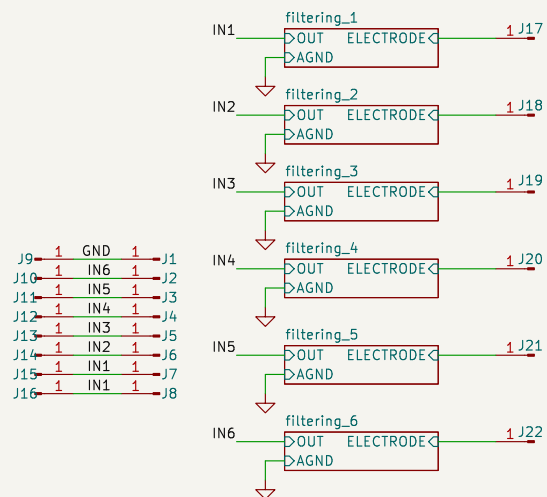 filtering_1
IN1 OUT ELECTRODE 1 J17
AGND
filtering_2
IN2 OUT ELECTRODE 1 J18
AGND
filtering_3
IN3 OUT ELECTRODE 1 J19
AGND
filtering_4
IN4 OUT ELECTRODE 1 J20
AGND
filtering_5
IN5 OUT ELECTRODE 1 J21
AGND
filtering_6
IN6 OUT ELECTRODE 1 J22
AGND
J9 1 GND 1 J1
J10 1 IN6 1 J2
J11 1 IN5 1 J3
J12 1 IN4 1 J4
J13 1 IN3 1 J5
J14 1 IN2 1 J6
J15 1 IN1 1 J7
J16 1 IN1 1 J8